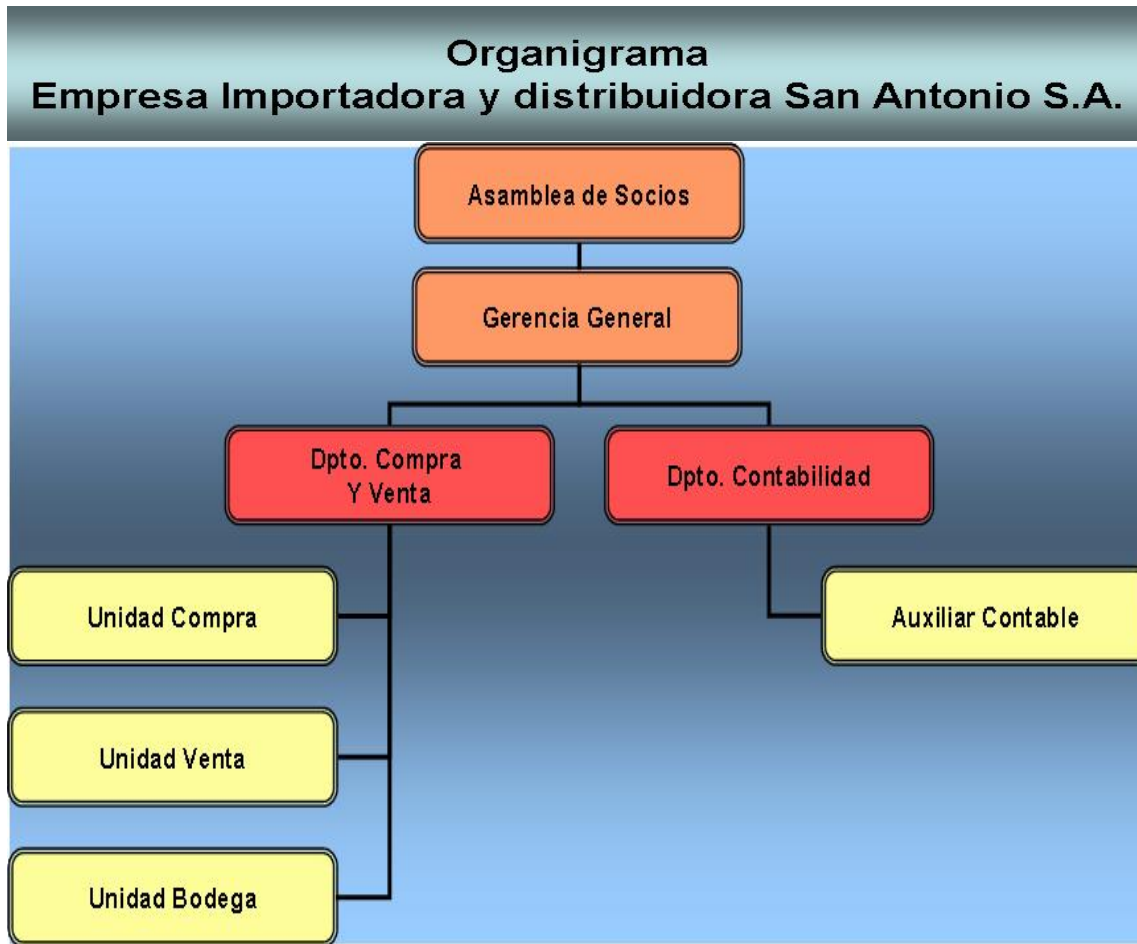 Organigrama
Empresa Importadora y distribuidora San Antonio S.A.
Asamblea de Socios
Gerencia General
Dpto. Compra
Y Venta
Dpto. Contabilidad
Unidad Compra
Auxiliar Contable
Unidad Venta
Unidad Bodega